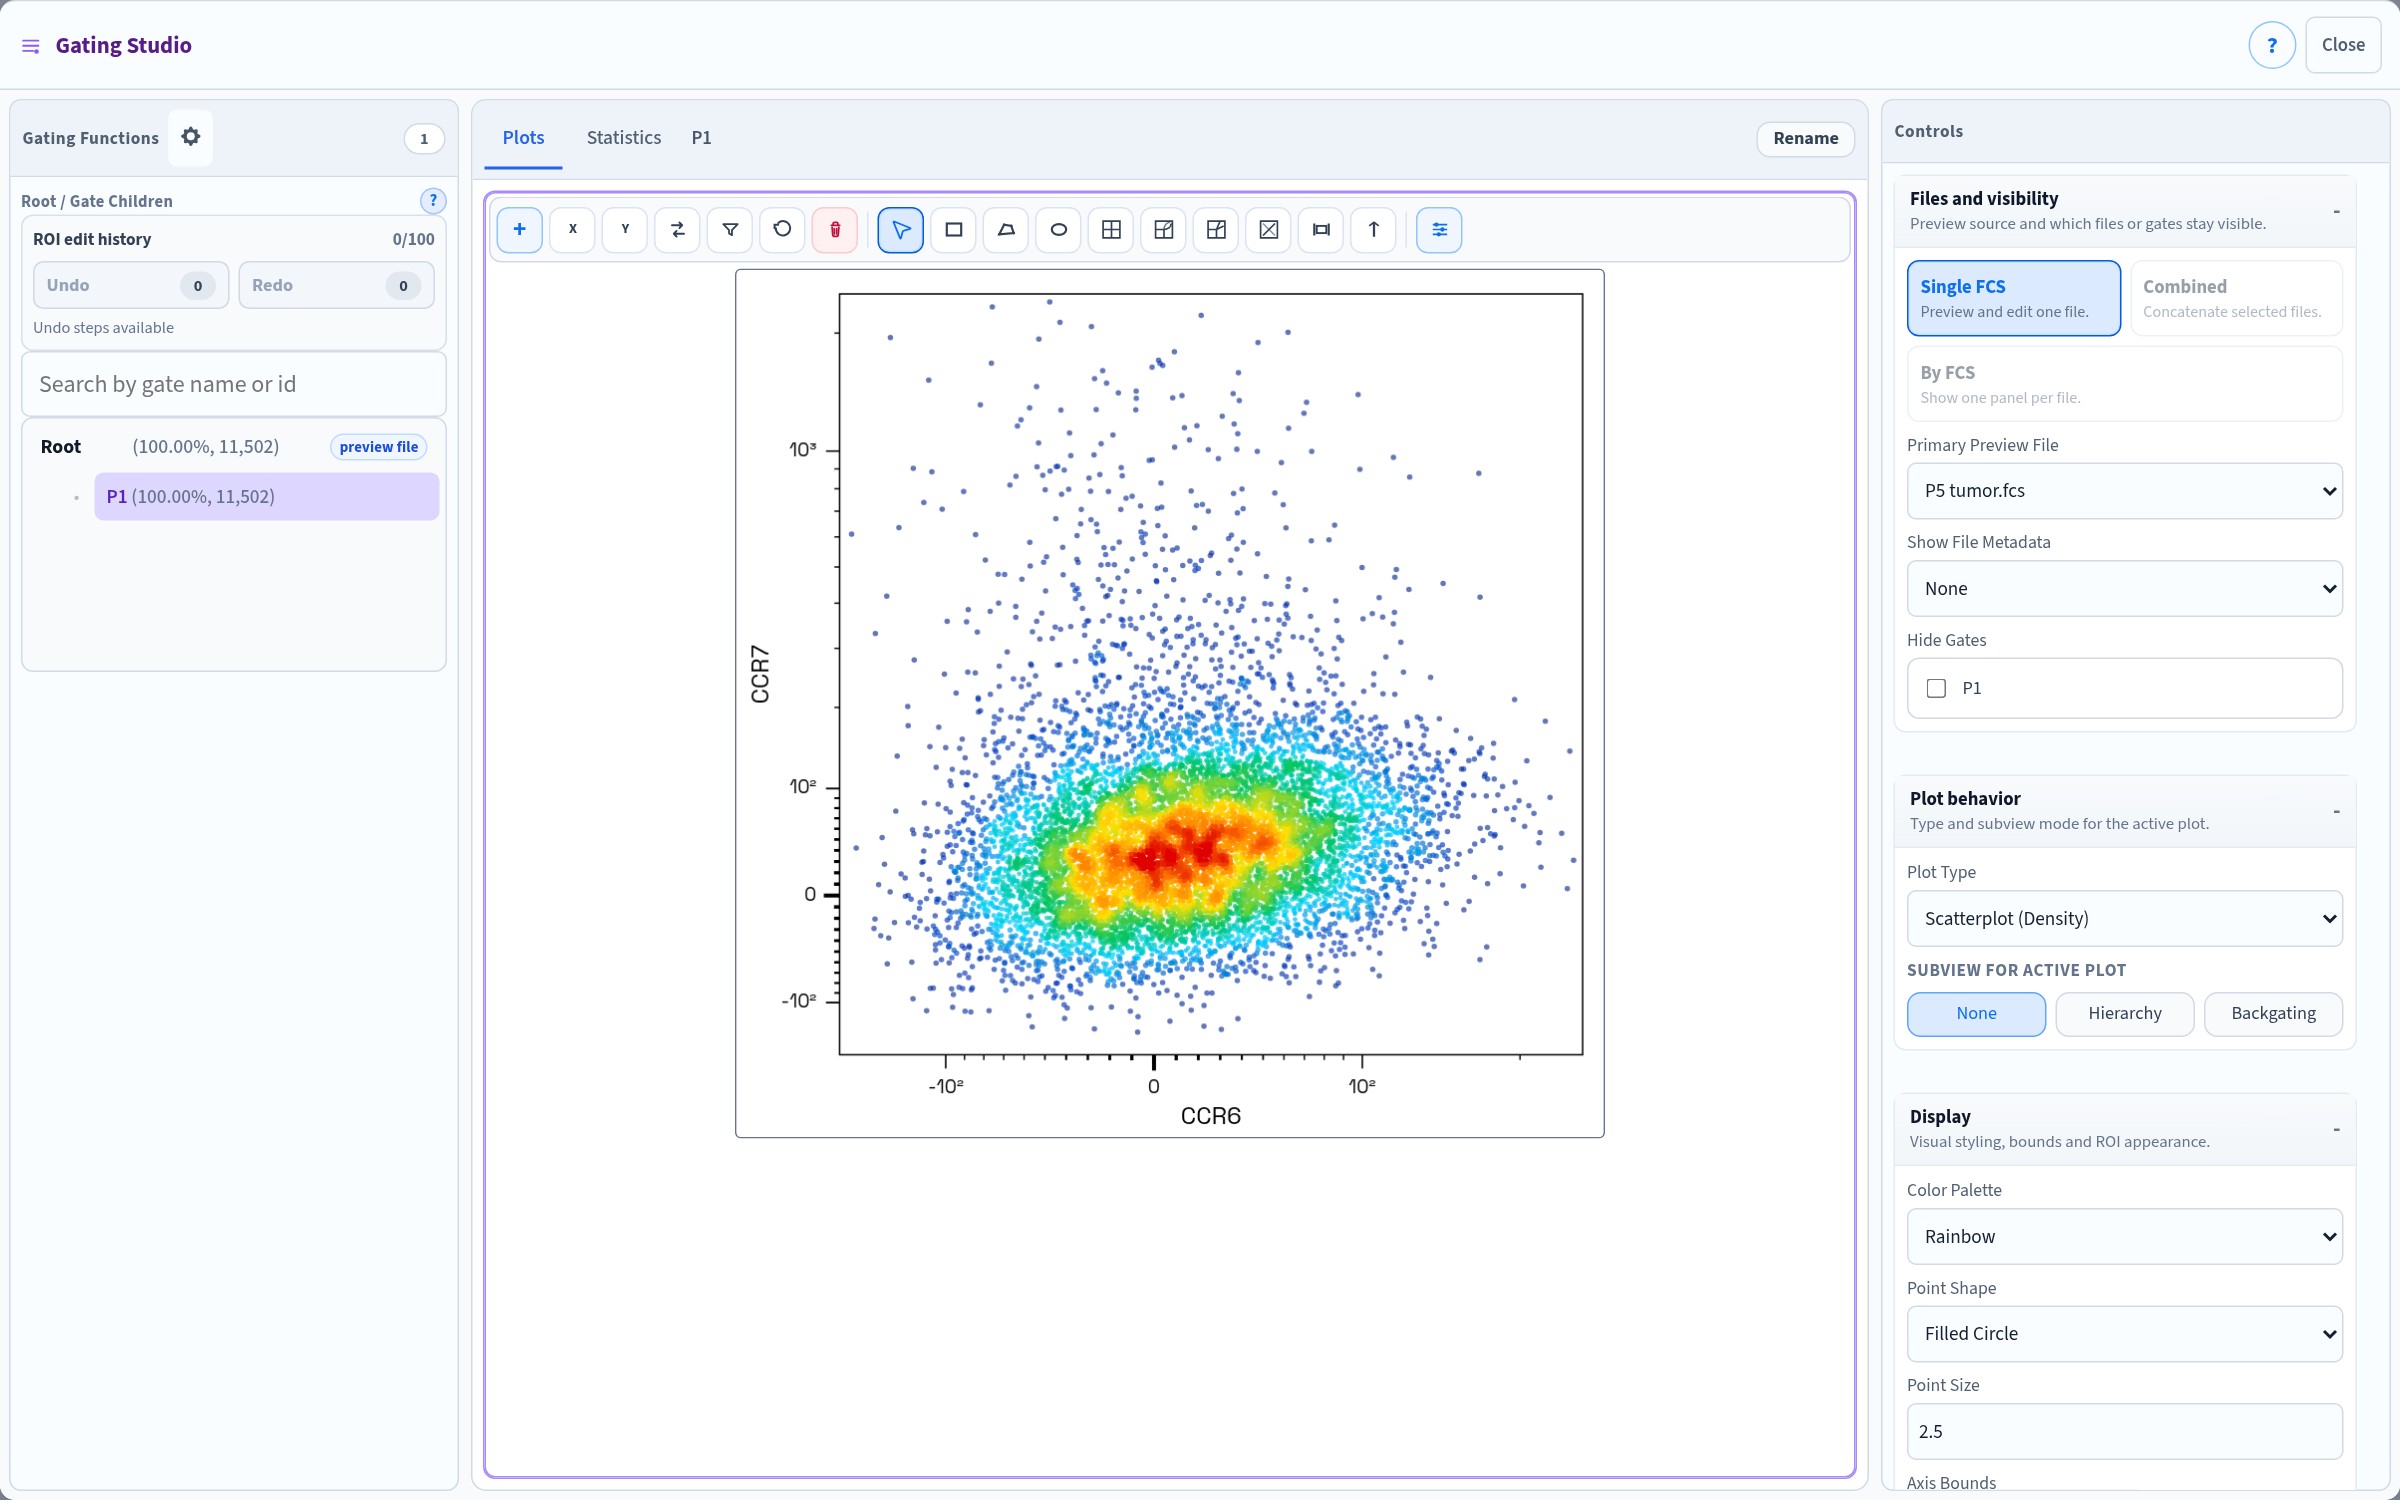 Gating Studio
?
Close
Gating Functions
1
Root / Gate Children
?
ROI edit history
0/100
Undo
0
Redo
0
Undo steps available
Search by gate name or id
Root
(100.00%, 11,502)
preview file
P1 (100.00%, 11,502)
Plots
Statistics
P1
Rename
+
X
Y
10³
10²
0
-10²
CCR7
-10²
0
10²
CCR6
Controls
Files and visibility
Preview source and which files or gates stay visible.
-
Single FCS
Preview and edit one file.
Combined
Concatenate selected files.
By FCS
Show one panel per file.
Primary Preview File
P5 tumor.fcs
Show File Metadata
None
Hide Gates
P1
Plot behavior
Type and subview mode for the active plot.
-
Plot Type
Scatterplot (Density)
SUBVIEW FOR ACTIVE PLOT
None
Hierarchy
Backgating
Display
Visual styling, bounds and ROI appearance.
-
Color Palette
Rainbow
Point Shape
Filled Circle
Point Size
2.5
Axis Bounds